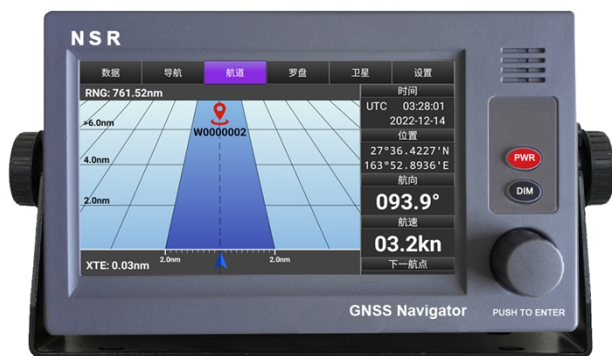 NSR
数据 导航 航道 罗盘 卫星 设置
RNG: 761.52nm
>6.0nm
4.0nm
2.0nm
W0000002
2.0nm 2.0nm
XTE: 0.03nm
时间
UTC 03:28:01
2022-12-14
位置
27°36.4227'N
163°52.8936'E
航向
093.9°
航速
03.2kn
下一航点
PWR
DIM
GNSS Navigator
PUSH TO ENTER